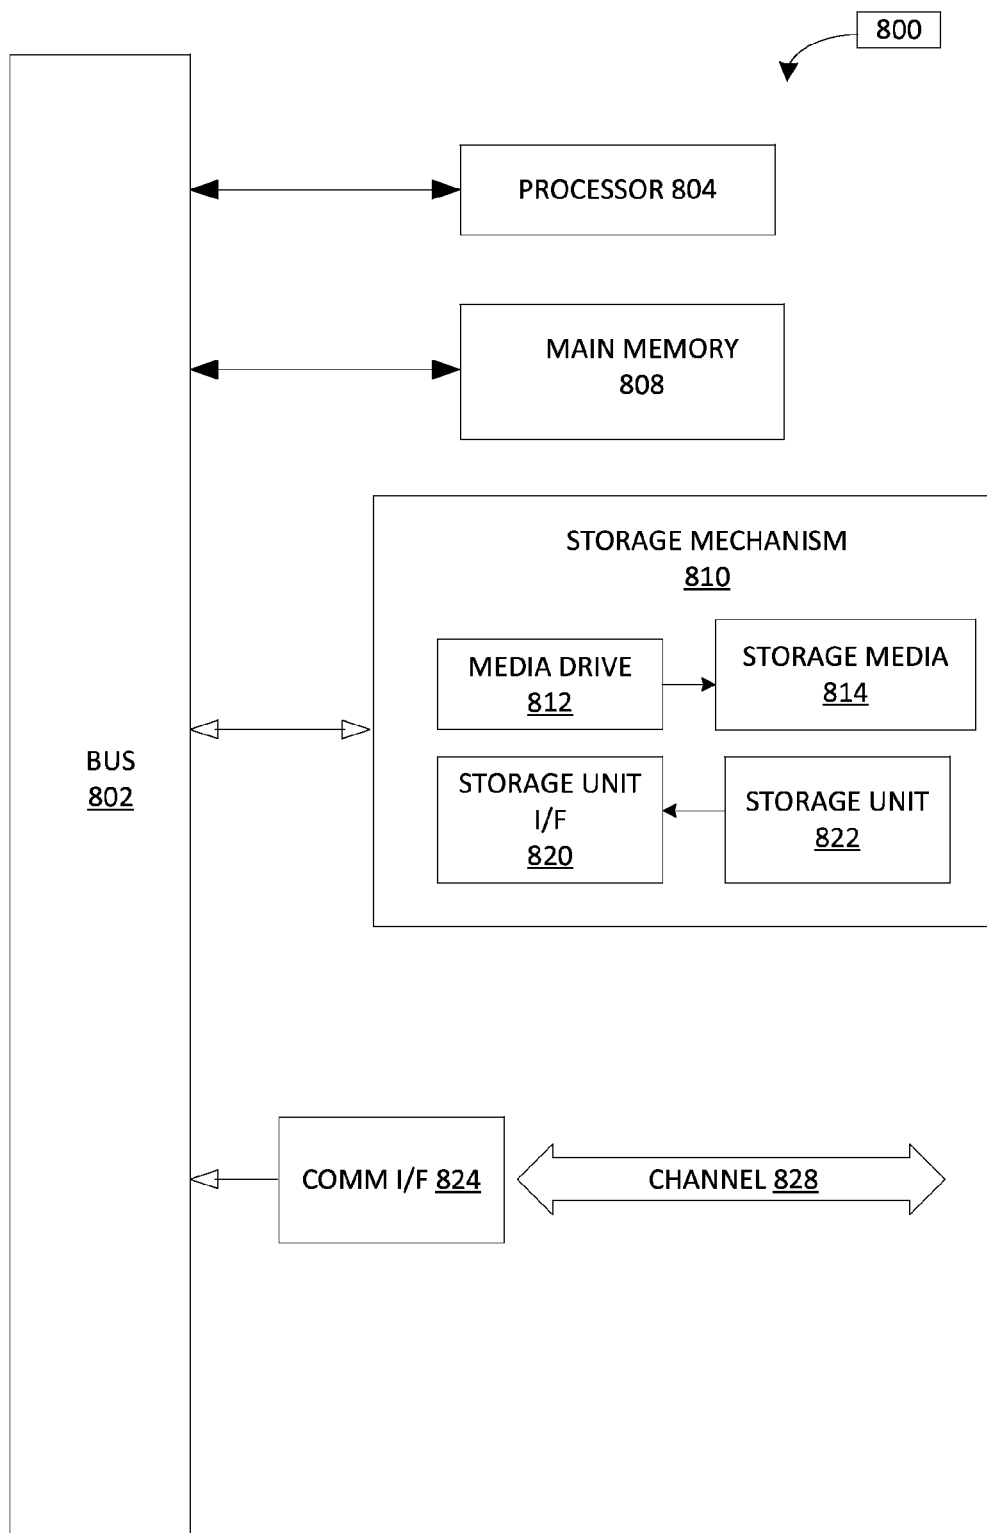 800
PROCESSOR 804
MAIN MEMORY
808
STORAGE MECHANISM
810
MEDIA DRIVE
812
STORAGE MEDIA
814
BUS
802
STORAGE UNIT
I/F
820
STORAGE UNIT
822
COMM I/F 824
CHANNEL 828